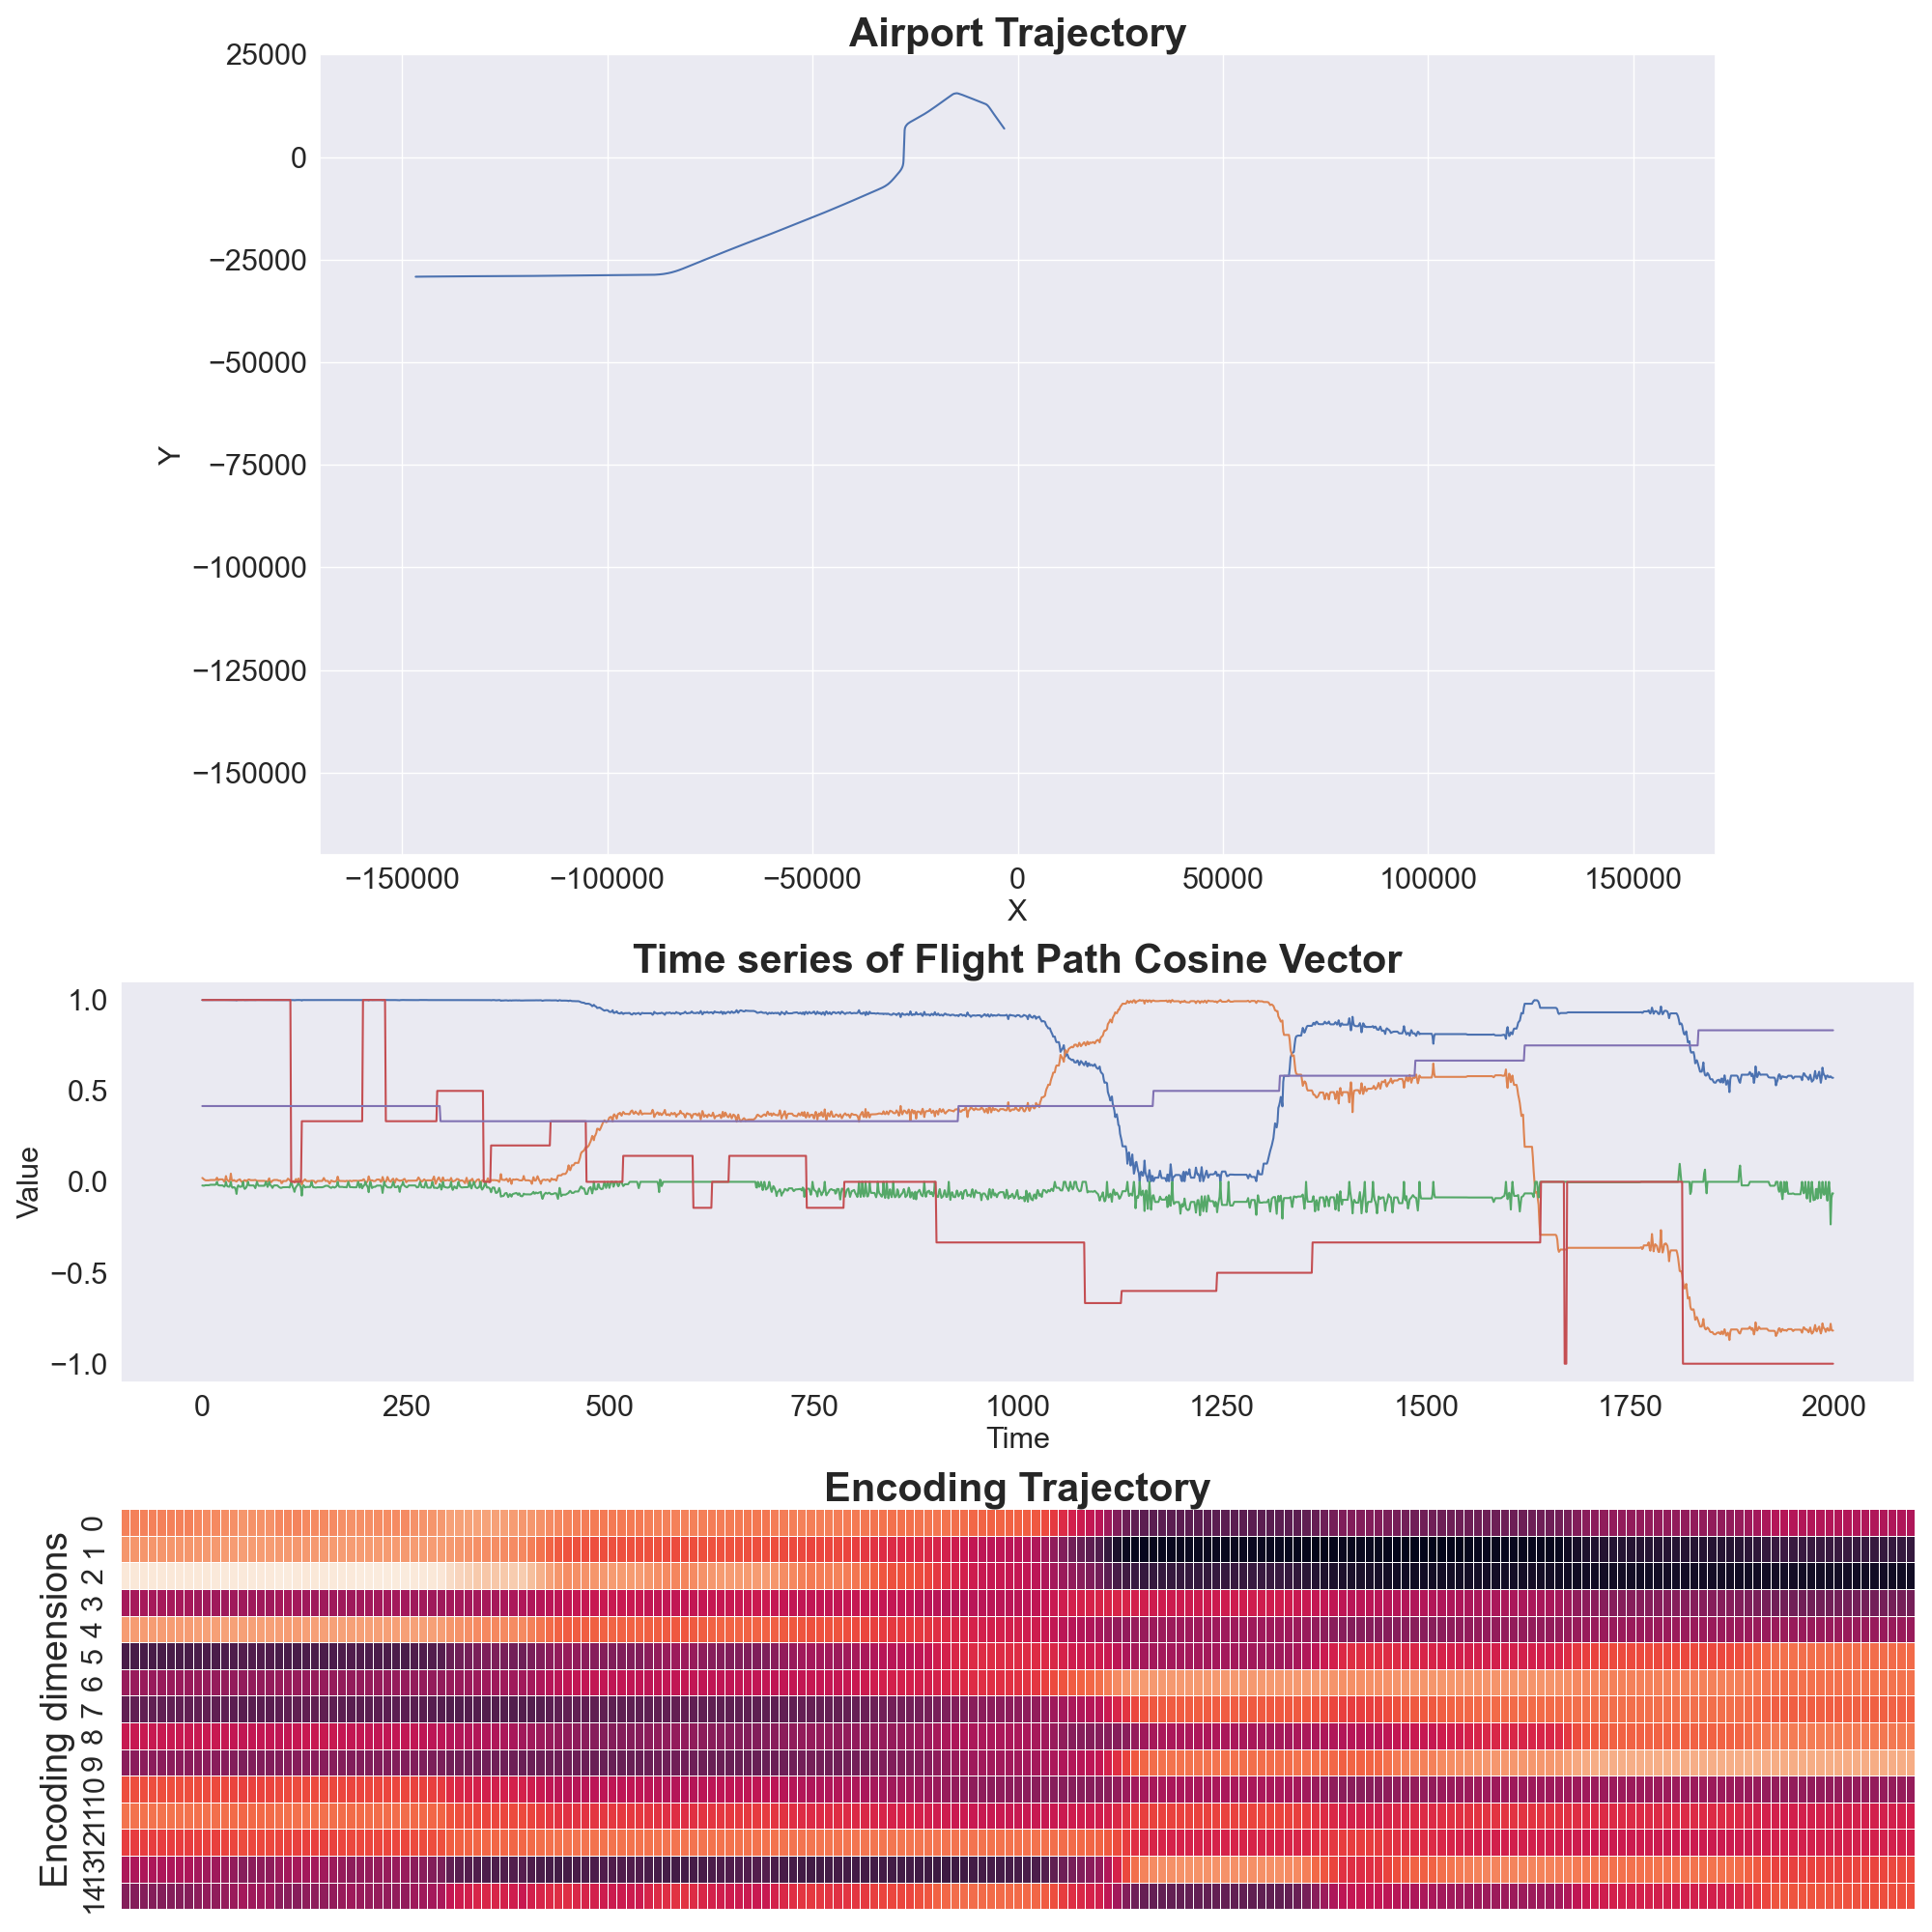 Airport Trajectory
25000
0
−25000
−50000
−75000
−100000
−125000
−150000
Y
−150000 −100000 −50000 0 50000 100000 150000
X
Time series of Flight Path Cosine Vector
1.0
0.5
0.0
−0.5
−1.0
Value
0 250 500 750 1000 1250 1500 1750 2000
Time
Encoding Trajectory
Encoding dimensions
0
1
2
3
4
5
6
7
8
9
10
11
12
13
14